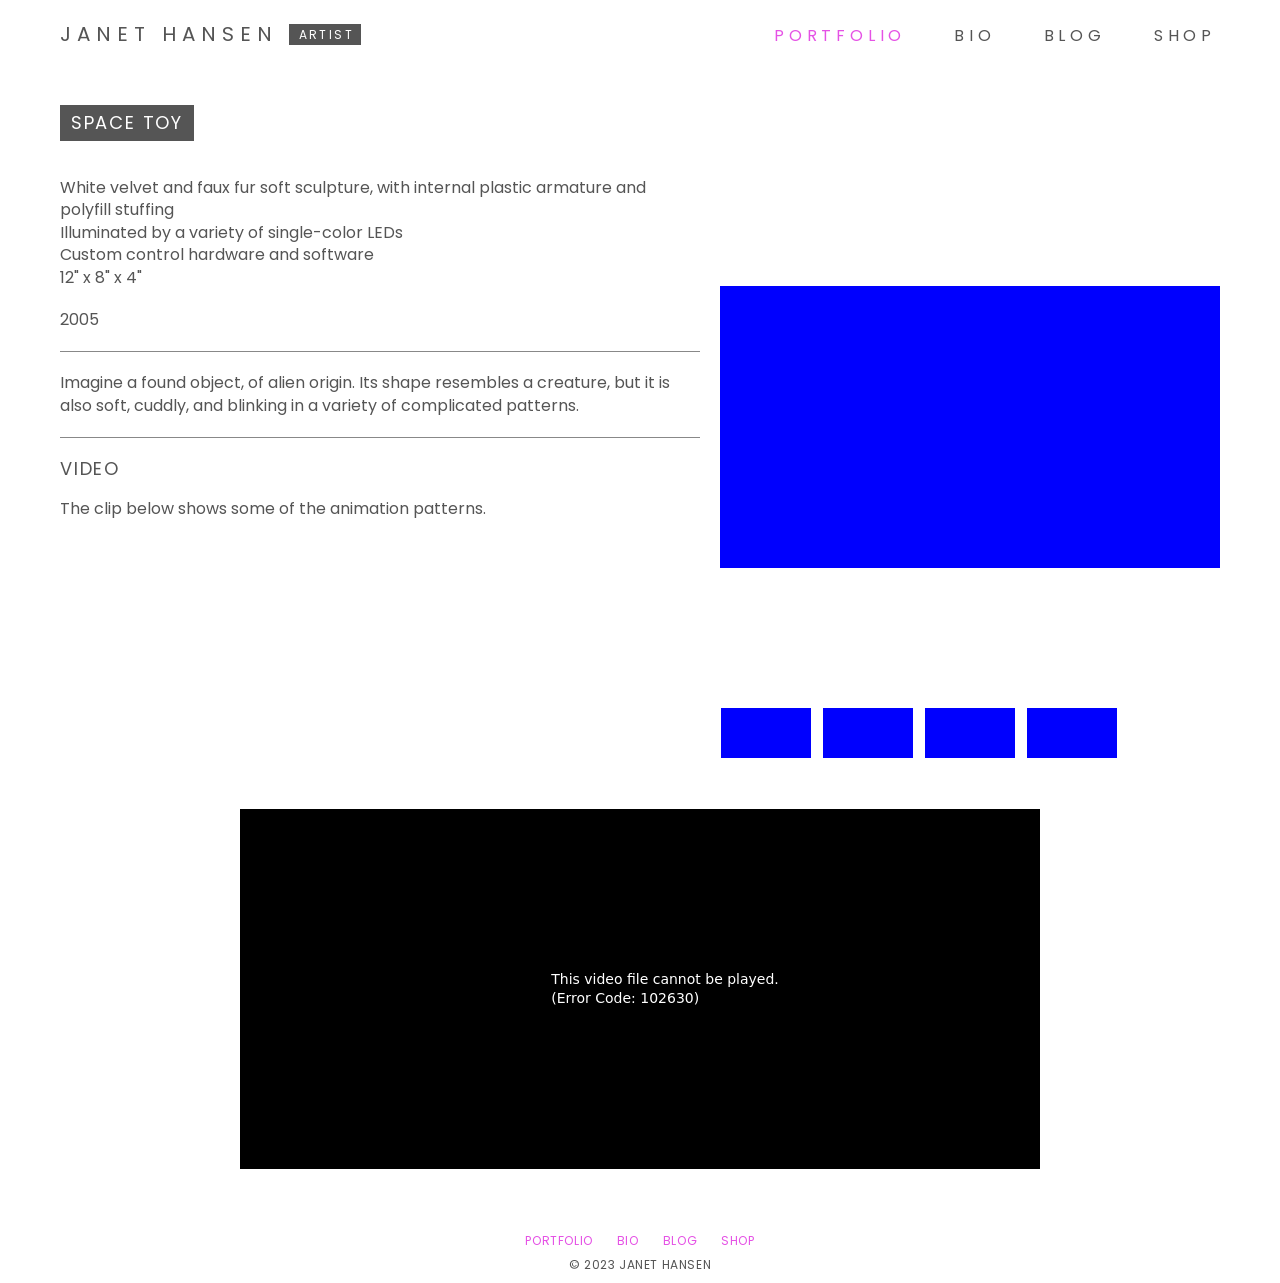 JANET HANSEN ARTIST
PORTFOLIO BIO BLOG SHOP
SPACE TOY
White velvet and faux fur soft sculpture, with internal plastic armature and
polyfill stuffing
Illuminated by a variety of single-color LEDs
Custom control hardware and software
12" x 8" x 4"
2005
Imagine a found object, of alien origin. Its shape resembles a creature, but it is
also soft, cuddly, and blinking in a variety of complicated patterns.
VIDEO
The clip below shows some of the animation patterns.
This video file cannot be played.
(Error Code: 102630)
PORTFOLIO BIO BLOG SHOP
© 2023 JANET HANSEN